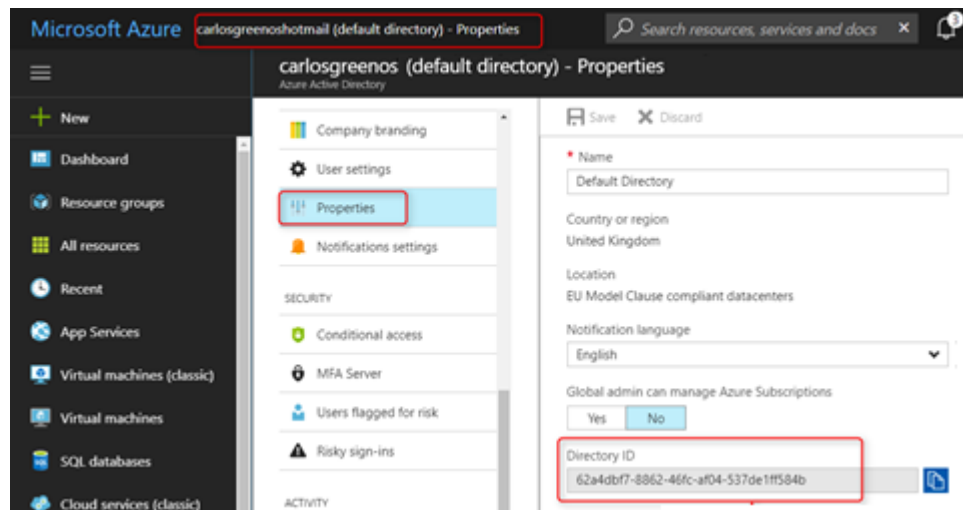 Microsoft Azure carlosgreenoshotmail (default directory) - Properties
Search resources, services and docs
3
carlosgreenos (default directory) - Properties
Azure Active Directory
New
Dashboard
Resource groups
All resources
Recent
App Services
Virtual machines (classic)
Virtual machines
SQL databases
Cloud services (classic)
Company branding
User settings
Properties
Notifications settings
SECURITY
Conditional access
MFA Server
Users flagged for risk
Risky sign-ins
ACTIVITY
Save Discard
* Name
Default Directory
Country or region
United Kingdom
Location
EU Model Clause compliant datacenters
Notification language
English
Global admin can manage Azure Subscriptions
Yes No
Directory ID
62a4dbf7-8862-46fc-af04-537de1ff584b